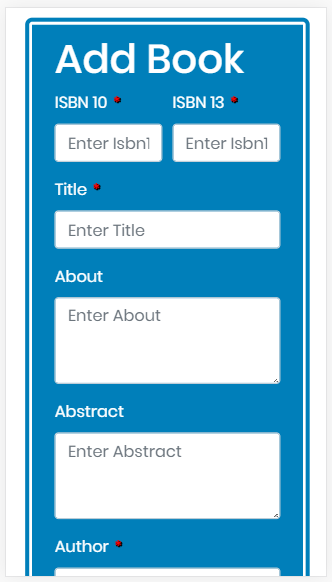 Add Book
ISBN 10 * ISBN 13 *
Enter Isbn1 Enter Isbn1
Title *
Enter Title
About
Enter About
Abstract
Enter Abstract
Author *